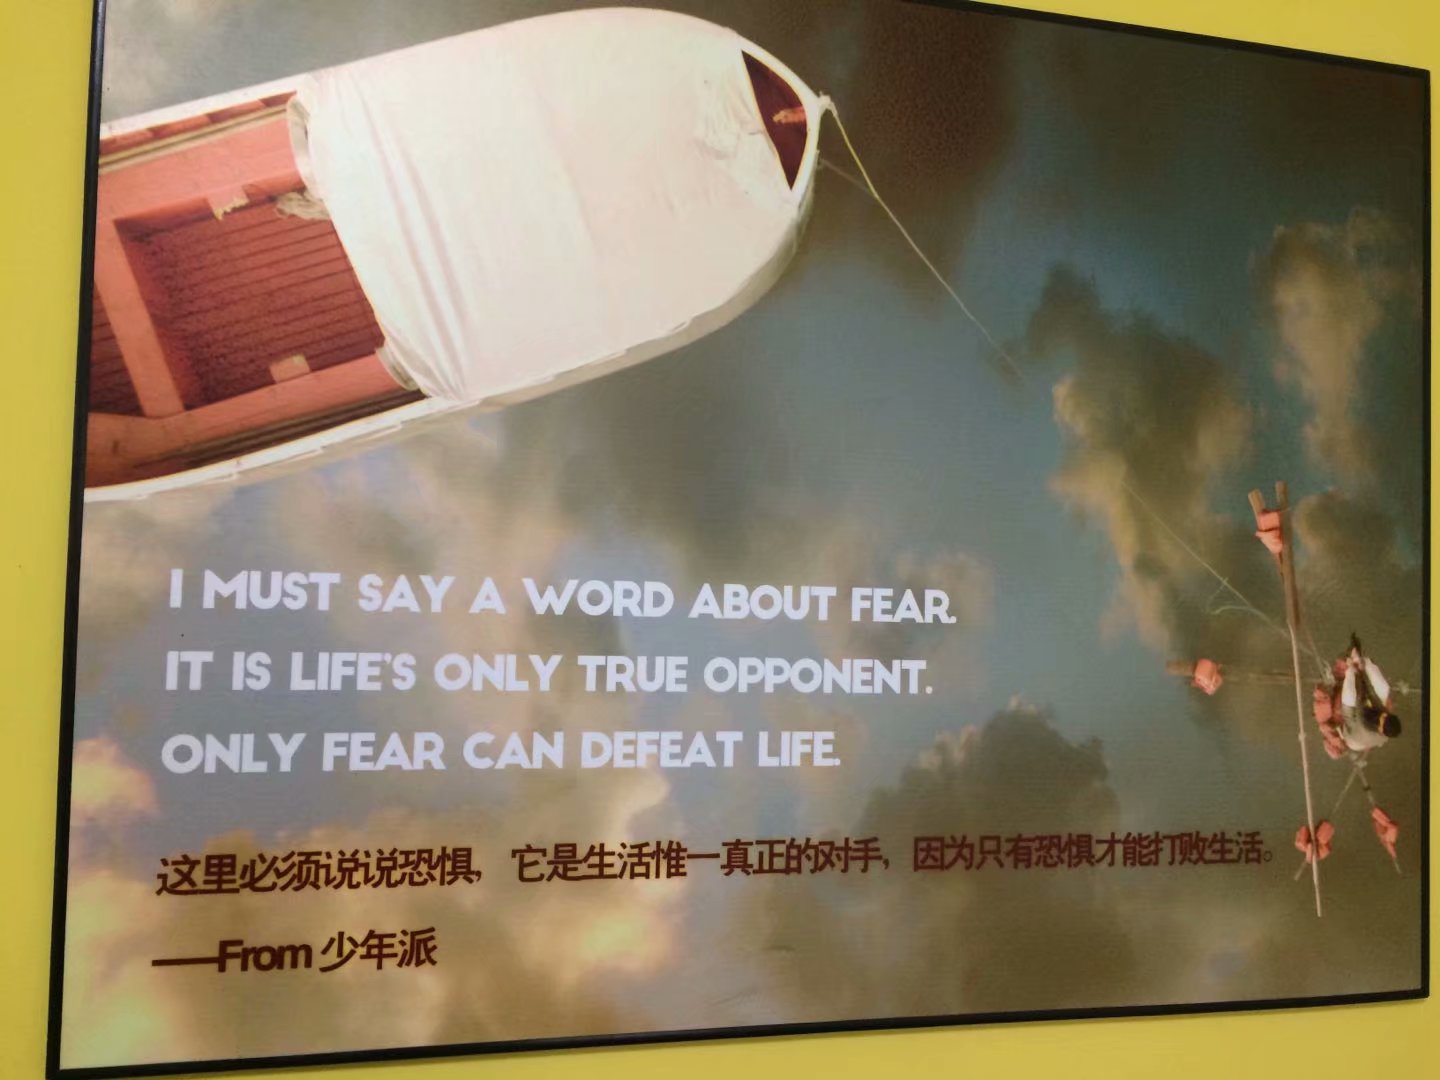 I MUST SAY A WORD ABOUT FEAR.
IT IS LIFE'S ONLY TRUE OPPONENT.
ONLY FEAR CAN DEFEAT LIFE.
这里必须说说恐惧，它是生活惟一真正的对手，因为只有恐惧才能打败生活。
——From 少年派